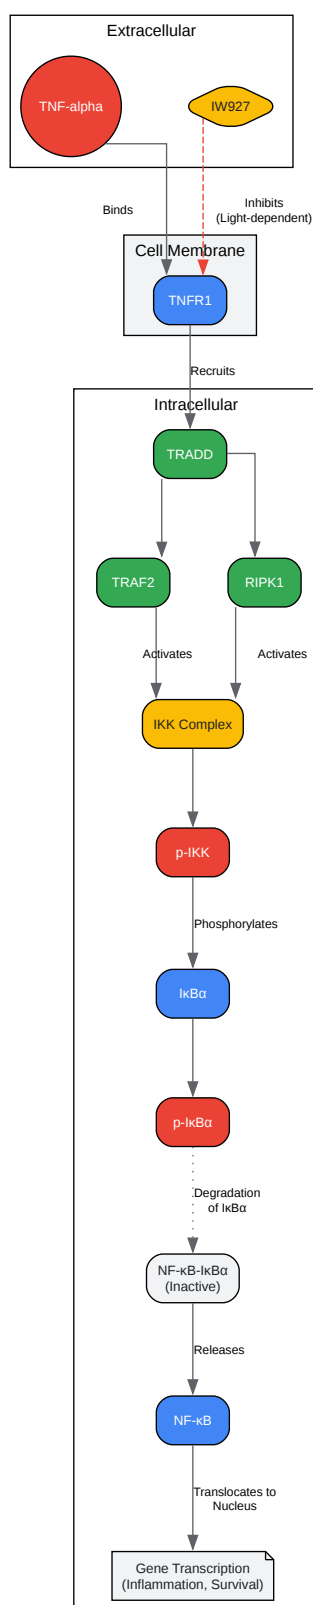 Extracellular
TNF-alpha
IW927
Binds
Inhibits
(Light-dependent)
Cell Membrane
TNFR1
Recruits
Intracellular
TRADD
TRAF2
RIPK1
Activates
Activates
IKK Complex
p-IKK
Phosphorylates
IκBα
p-IκBα
Degradation
of IκBα
NF-κB-IκBα
(Inactive)
Releases
NF-κB
Translocates to
Nucleus
Gene Transcription
(Inflammation, Survival)